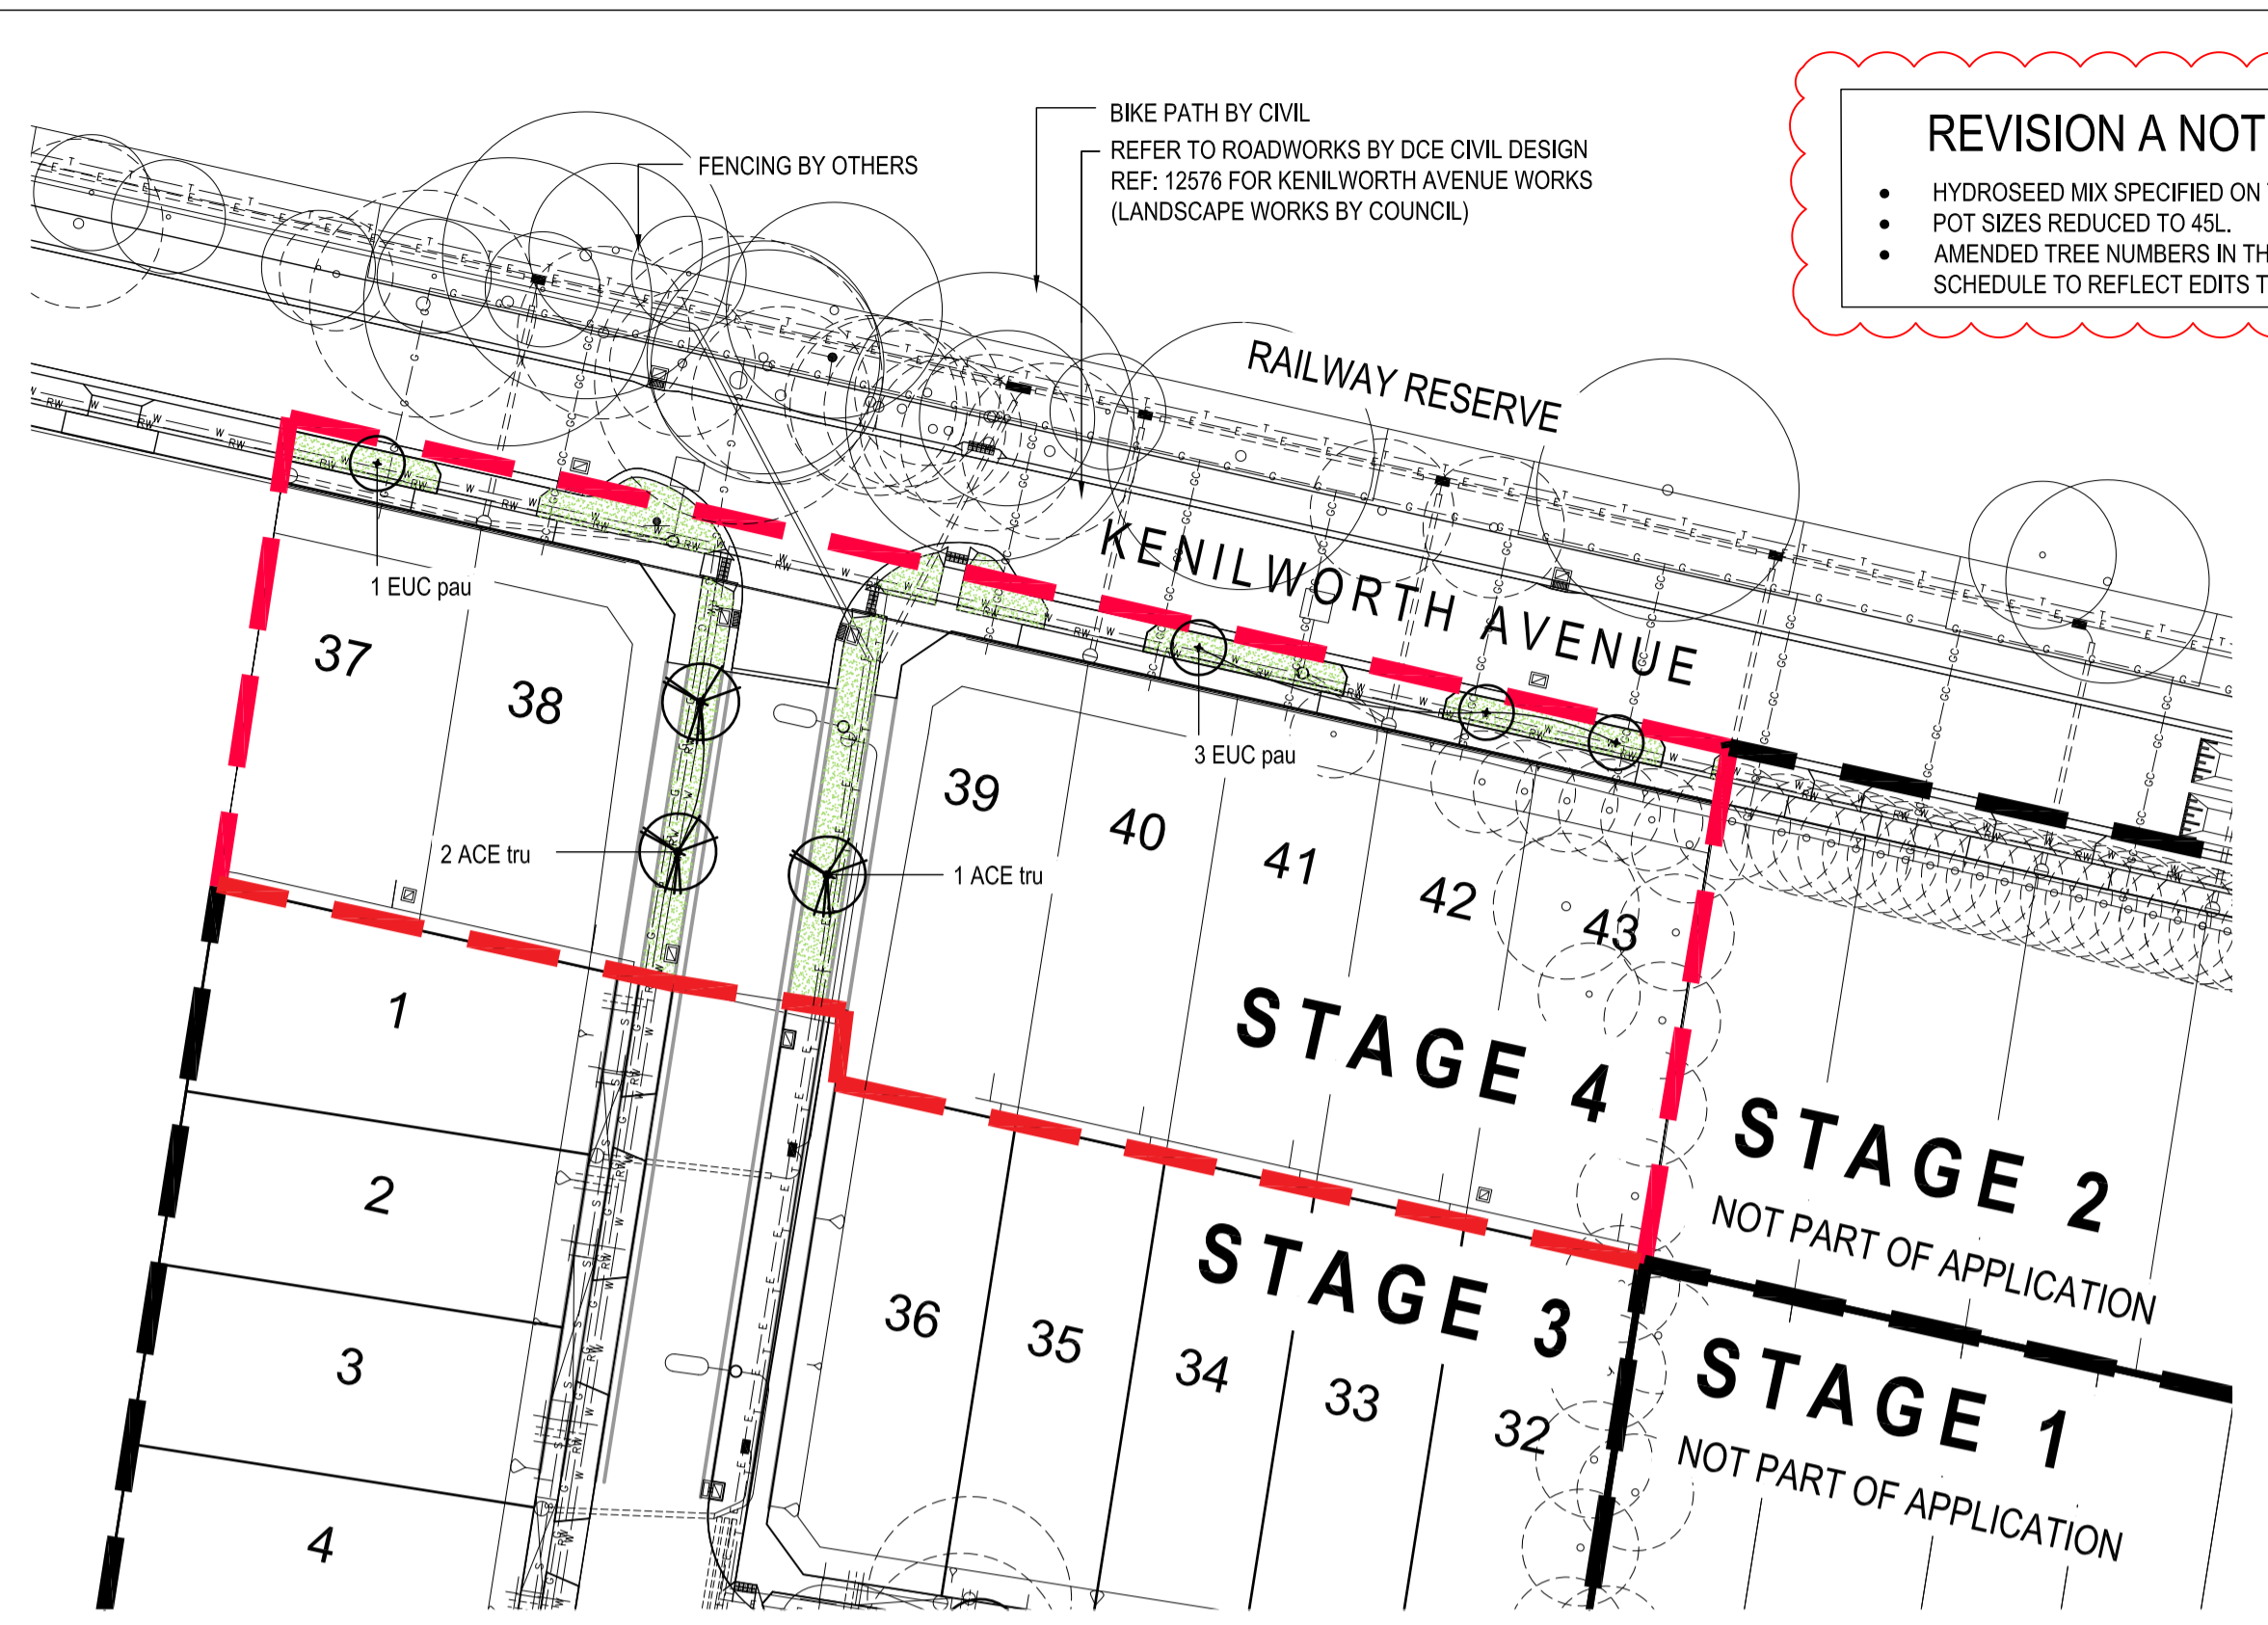 BIKE PATH BY CIVIL
REFER TO ROADWORKS BY DCE CIVIL DESIGN
REF: 12576 FOR KENILWORTH AVENUE WORKS
(LANDSCAPE WORKS BY COUNCIL)
FENCING BY OTHERS
REVISION A NOT
• HYDROSEED MIX SPECIFIED ON
• POT SIZES REDUCED TO 45L.
• AMENDED TREE NUMBERS IN TH
SCHEDULE TO REFLECT EDITS T
RAILWAY RESERVE
KENILWORTH AVENUE
1 EUC pau
37
38
3 EUC pau
2 ACE tru
1 ACE tru
39
40
41
42
43
STAGE 4
1
2
3
4
STAGE 2
NOT PART OF APPLICATION
STAGE 3
36
35
34
33
32
STAGE 1
NOT PART OF APPLICATION